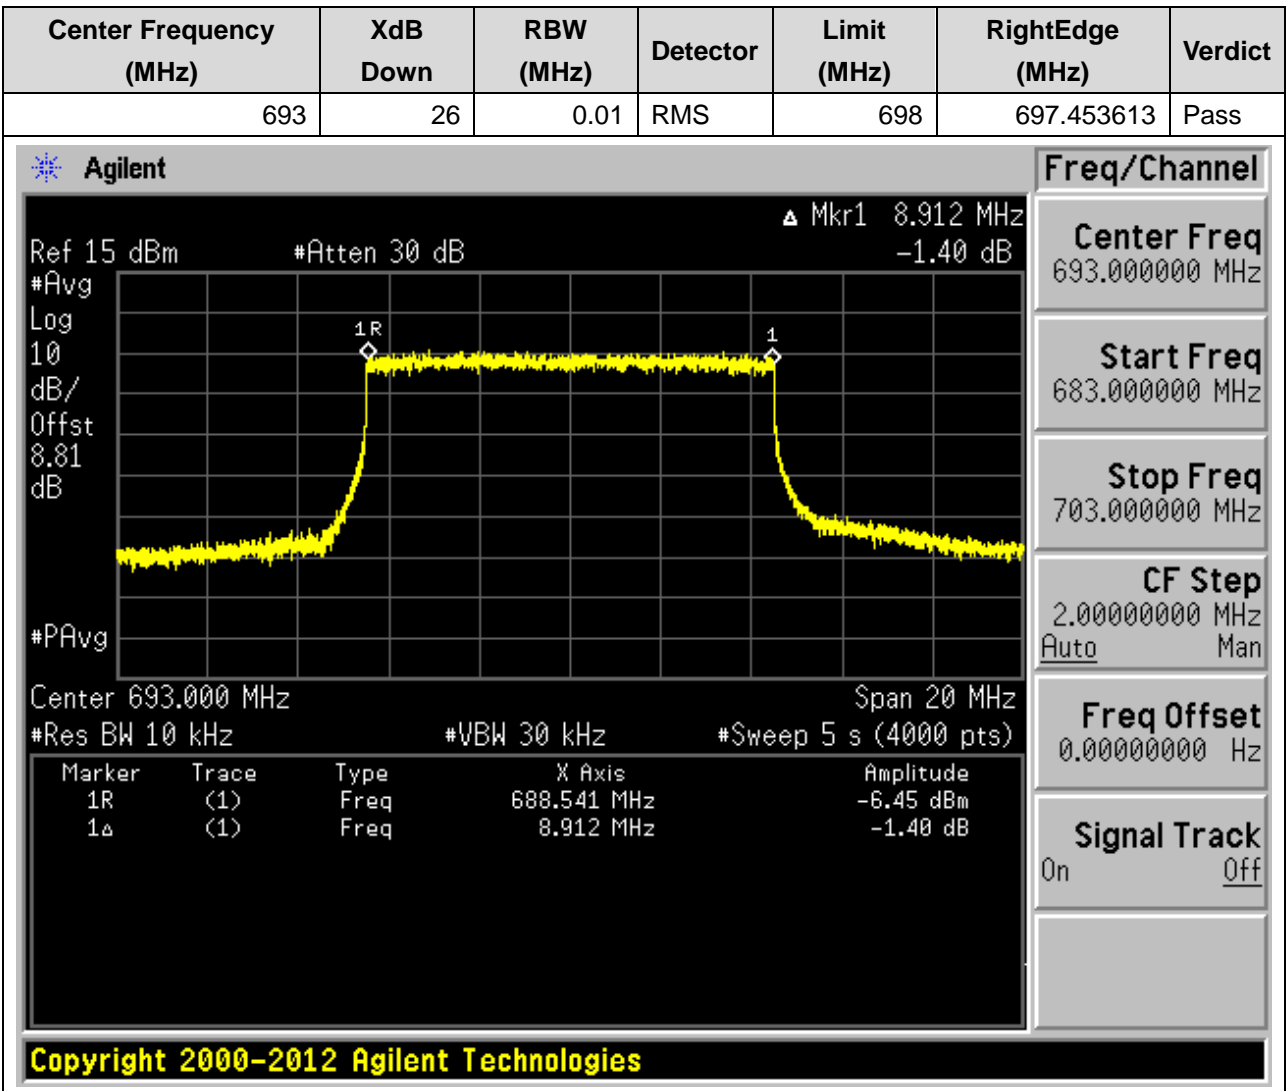 Center Frequency (MHz) XdB Down RBW (MHz) Detector Limit (MHz) RightEdge (MHz) Verdict
693 26 0.01 RMS 698 697.453613 Pass
Agilent
Freq/Channel
Δ Mkr1 8.912 MHz
Ref 15 dBm #Atten 30 dB -1.40 dB
#Avg
Log
10
dB/
Offst
8.81
dB
1R
1
#PAvg
Center 693.000 MHz Span 20 MHz
#Res BW 10 kHz #VBW 30 kHz #Sweep 5 s (4000 pts)
Marker Trace Type X Axis Amplitude
1R (1) Freq 688.541 MHz -6.45 dBm
1Δ (1) Freq 8.912 MHz -1.40 dB
Center Freq
693.000000 MHz
Start Freq
683.000000 MHz
Stop Freq
703.000000 MHz
CF Step
2.00000000 MHz
Auto Man
Freq Offset
0.00000000 Hz
Signal Track
On Off
Copyright 2000-2012 Agilent Technologies